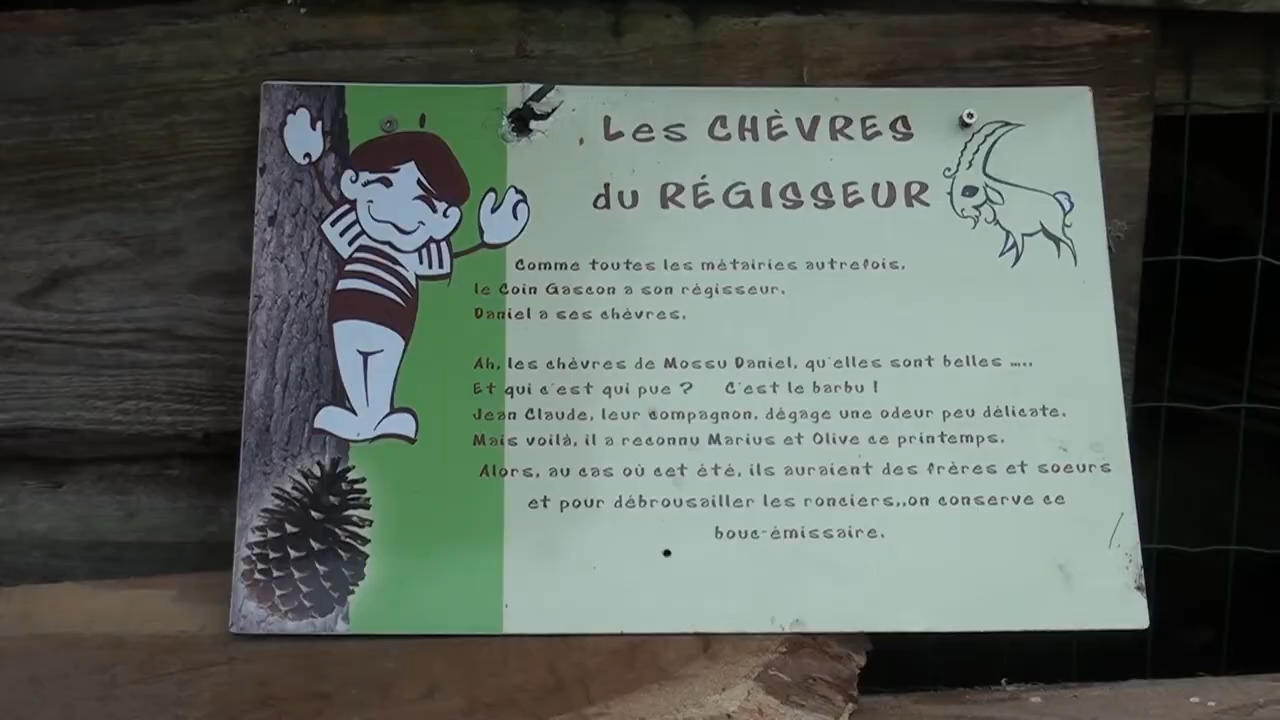 Les CHÈVRES
du RÉGISSEUR
Comme toutes les métairies autrefois,
le Coin Gascon a son régisseur.
Daniel a ses chèvres.
Ah, les chèvres de Mossu Daniel, qu'elles sont belles .....
Et qui c'est qui pue ? C'est le barbu !
Jean Claude, leur compagnon, dégage une odeur peu délicate.
Mais voilà, il a reconnu Marius et Olive ce printemps.
Alors, au cas où cet été, ils auraient des frères et soeurs
et pour débrousailler les ronciers,,on conserve ce
bouc-émissaire.